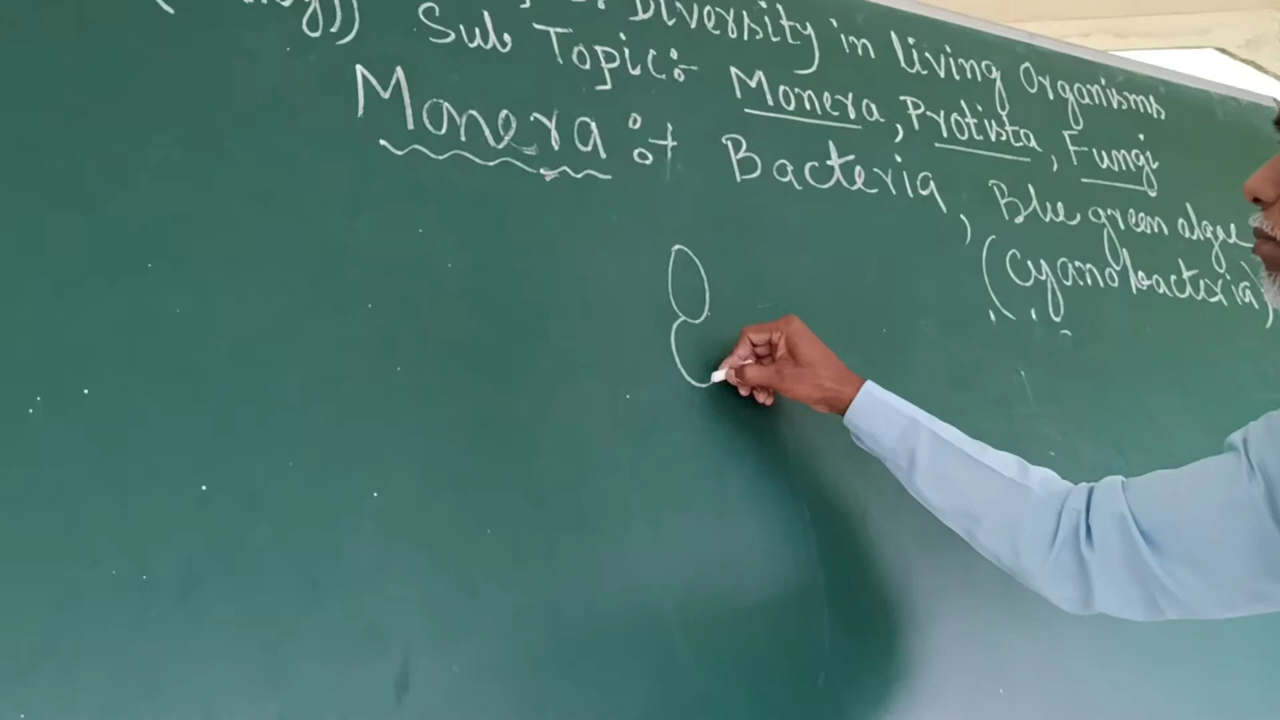 Diversity in living Organisms
Sub Topic:- Monera, Protista, Fungi
Monera :+ Bacteria, Blue green algae
(Cyanobacteria)